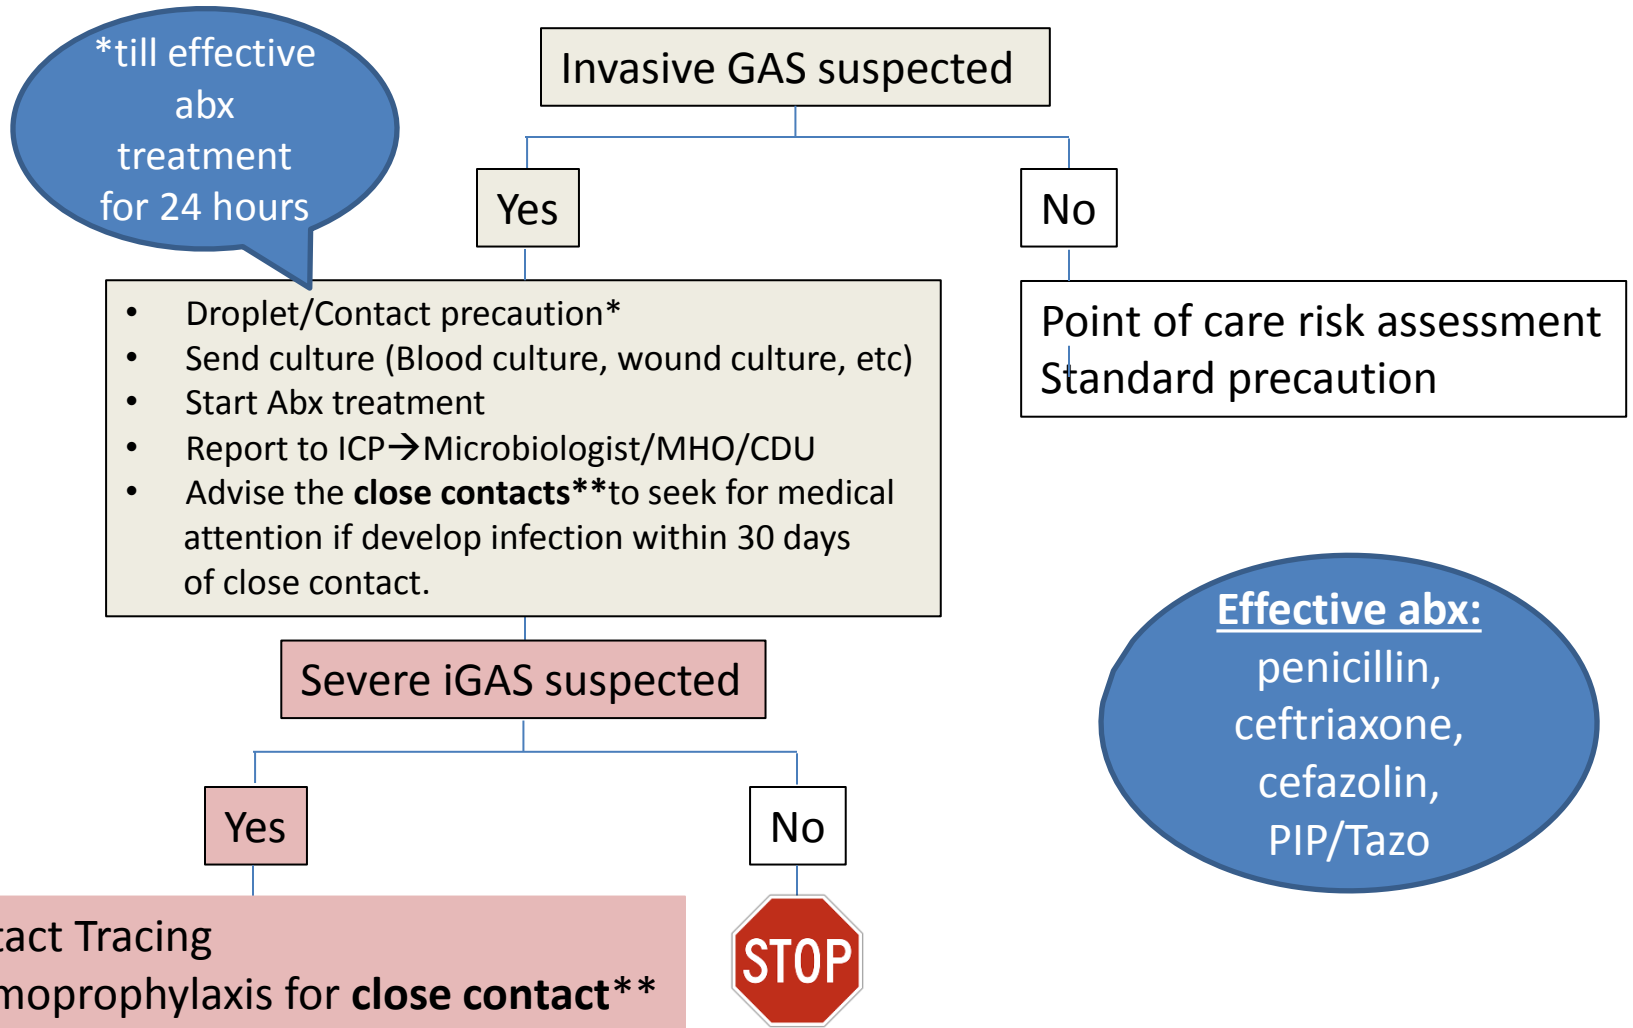 *till effective
abx
treatment
for 24 hours
Invasive GAS suspected
Yes
No
• Droplet/Contact precaution*
• Send culture (Blood culture, wound culture, etc)
• Start Abx treatment
• Report to ICP→Microbiologist/MHO/CDU
• Advise the close contacts**to seek for medical
attention if develop infection within 30 days
of close contact.
Point of care risk assessment
Standard precaution
Severe iGAS suspected
Effective abx:
penicillin,
ceftriaxone,
cefazolin,
PIP/Tazo
Yes
No
tact Tracing
moprophylaxis for close contact**
STOP